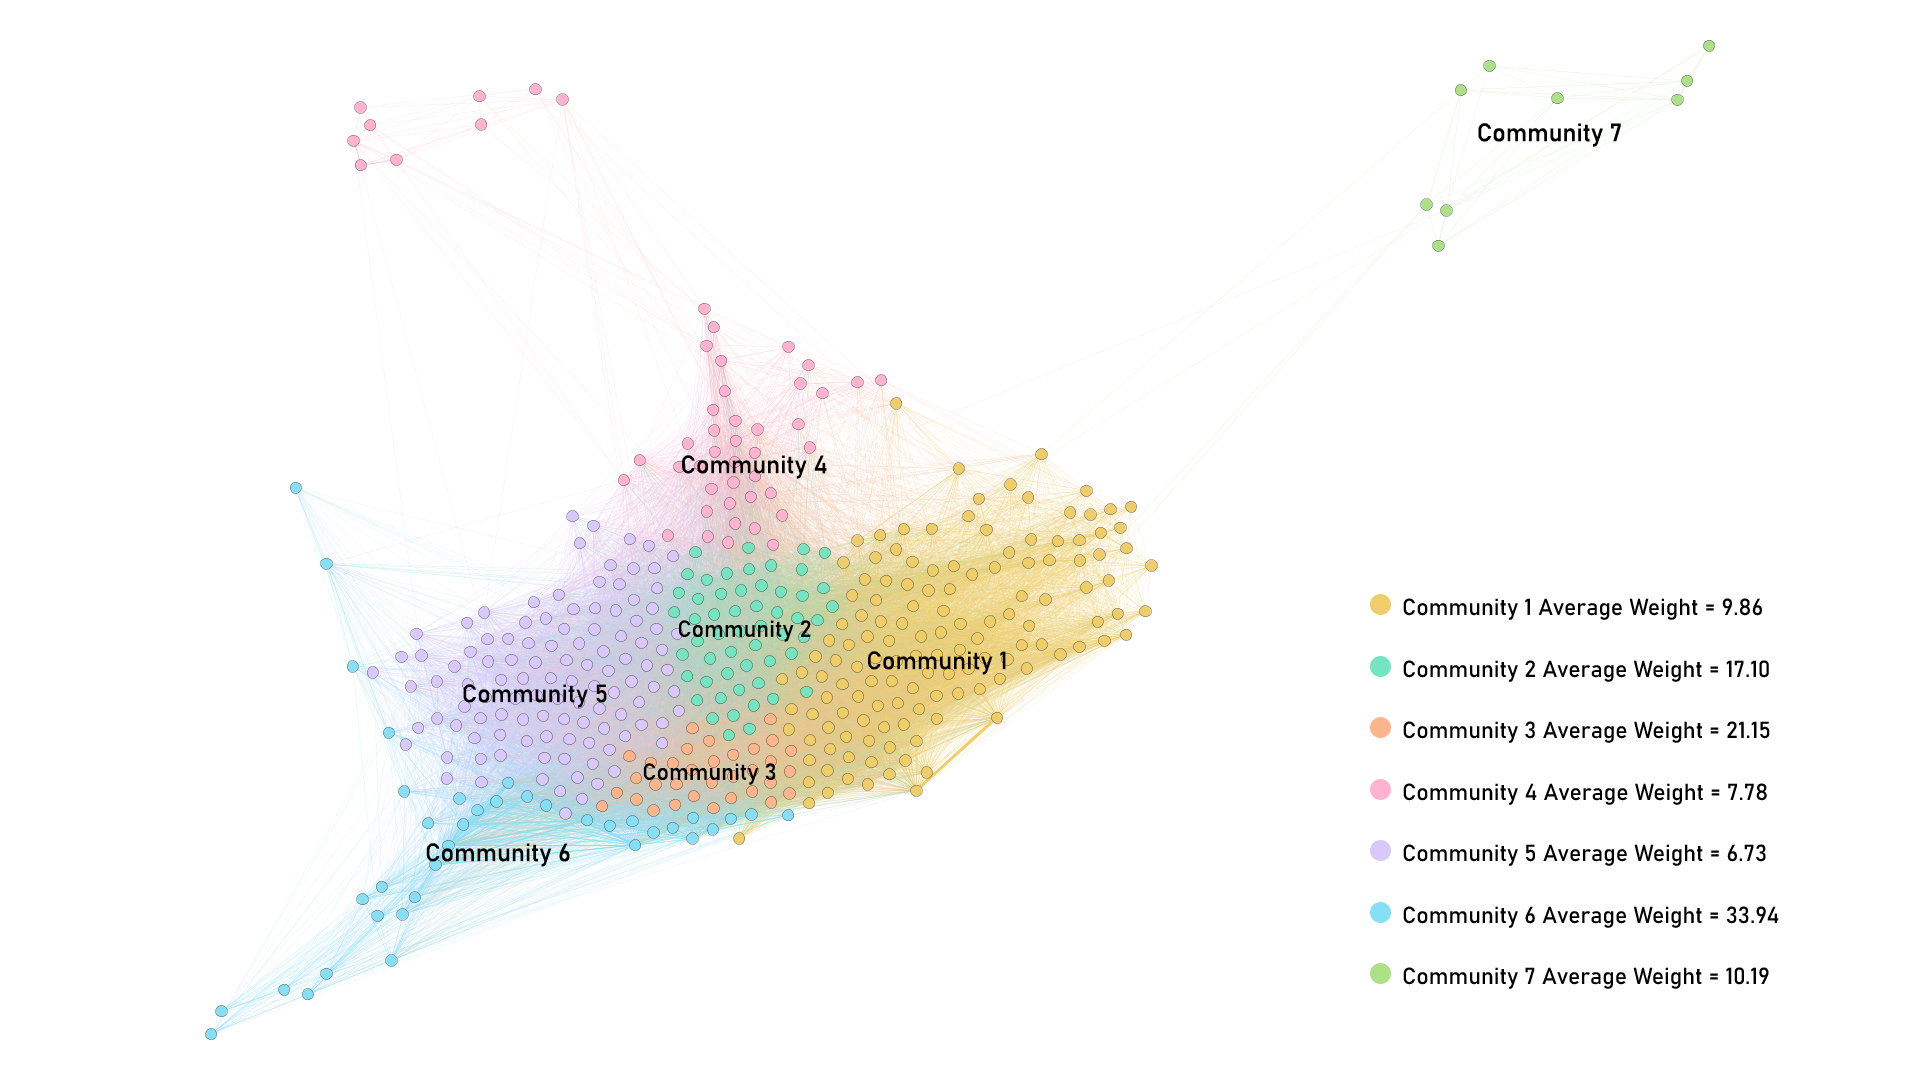 Community 7
Community 4
Community 2
Community 1
Community 5
Community 3
Community 6
Community 1 Average Weight = 9.86
Community 2 Average Weight = 17.10
Community 3 Average Weight = 21.15
Community 4 Average Weight = 7.78
Community 5 Average Weight = 6.73
Community 6 Average Weight = 33.94
Community 7 Average Weight = 10.19